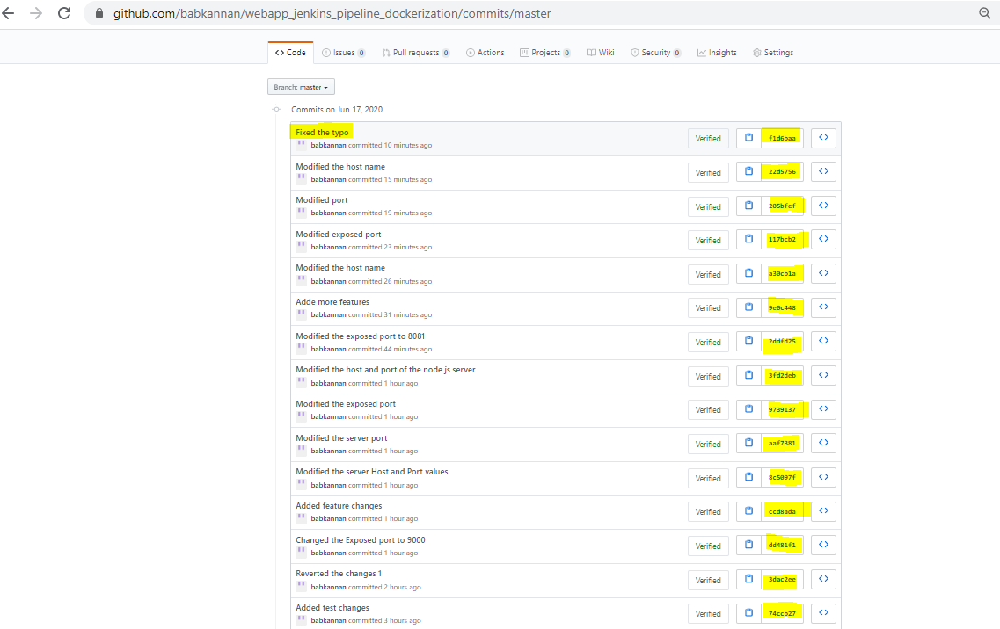 github.com/babkannan/webapp_jenkins_pipeline_dockerization/commits/master
Code Issues 0 Pull requests 0 Actions Projects 0 Wiki Security 0 Insights Settings
Branch: master
Commits on Jun 17, 2020
Fixed the typo
babkannan committed 10 minutes ago
Verified f1d6baa
Modified the host name
babkannan committed 15 minutes ago
Verified 22d5756
Modified port
babkannan committed 19 minutes ago
Verified 205bfef
Modified exposed port
babkannan committed 23 minutes ago
Verified 117bcb2
Modified the host name
babkannan committed 26 minutes ago
Verified a30cb1a
Adde more features
babkannan committed 31 minutes ago
Verified 9e0c448
Modified the exposed port to 8081
babkannan committed 44 minutes ago
Verified 2ddfd25
Modified the host and port of the node js server
babkannan committed 1 hour ago
Verified 3fd2deb
Modified the exposed port
babkannan committed 1 hour ago
Verified 9739137
Modified the server port
babkannan committed 1 hour ago
Verified aaf7381
Modified the server Host and Port values
babkannan committed 1 hour ago
Verified 8c5097f
Added feature changes
babkannan committed 1 hour ago
Verified ccd8ada
Changed the Exposed port to 9000
babkannan committed 1 hour ago
Verified dd481f1
Reverted the changes 1
babkannan committed 2 hours ago
Verified 3dac2ee
Added test changes
babkannan committed 3 hours ago
Verified 74ccb27